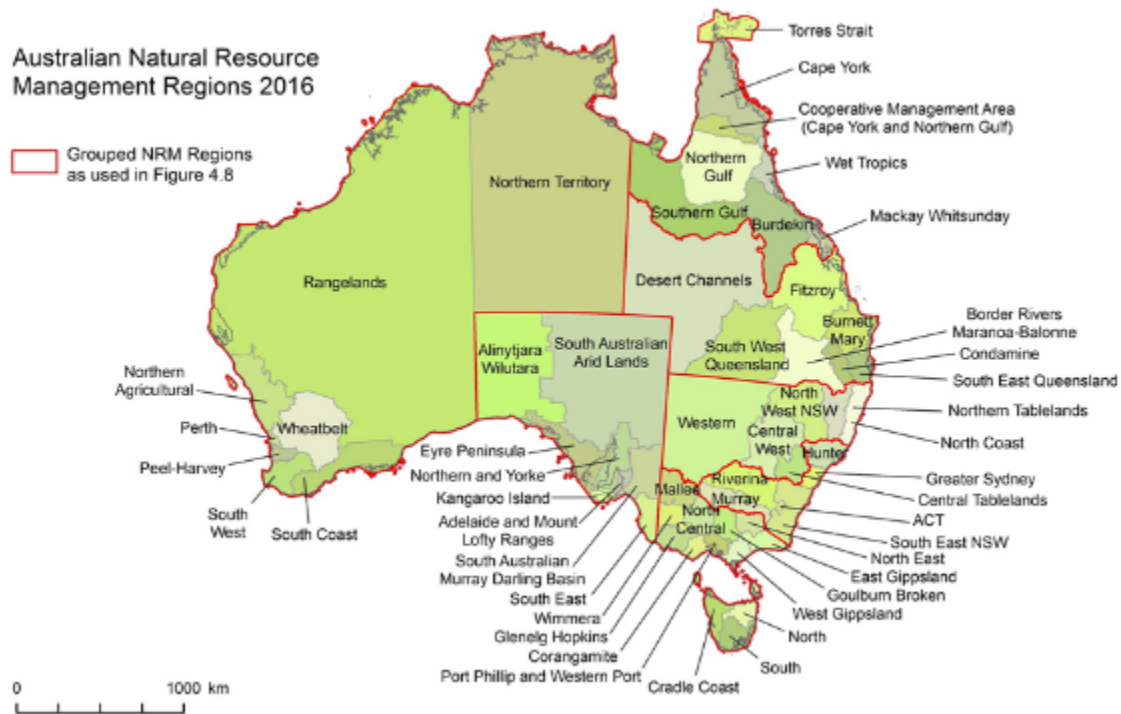 Australian Natural Resource
Management Regions 2016
Grouped NRM Regions
as used in Figure 4.8
Torres Strait
Cape York
Cooperative Management Area
(Cape York and Northern Gulf)
Northern
Gulf
Wet Tropics
Northern Territory
Southern Gulf
Burdekin
Mackay Whitsunday
Rangelands
Desert Channels
Fitzroy
Border Rivers
Maranoa-Balonne
Burnett
Mary
Condamine
South East Queensland
South West
Queensland
Alinytjara
Wilutara
South Australian
Arid Lands
Northern
Agricultural
Perth
Peel-Harvey
Wheatbelt
South
West
South Coast
Western
North
West NSW
Northern Tablelands
North Coast
Central
West
Hunter
Greater Sydney
Central Tablelands
ACT
South East NSW
North East
East Gippsland
Goulburn Broken
West Gippsland
Riverina
Murray
Mallee
North
Central
Eyre Peninsula
Northern and Yorke
Kangaroo Island
Adelaide and Mount
Lofty Ranges
South Australian
Murray Darling Basin
South East
Wimmera
Glenelg Hopkins
Corangamite
Port Phillip and Western Port
Cradle Coast
North
South
0 1000 km